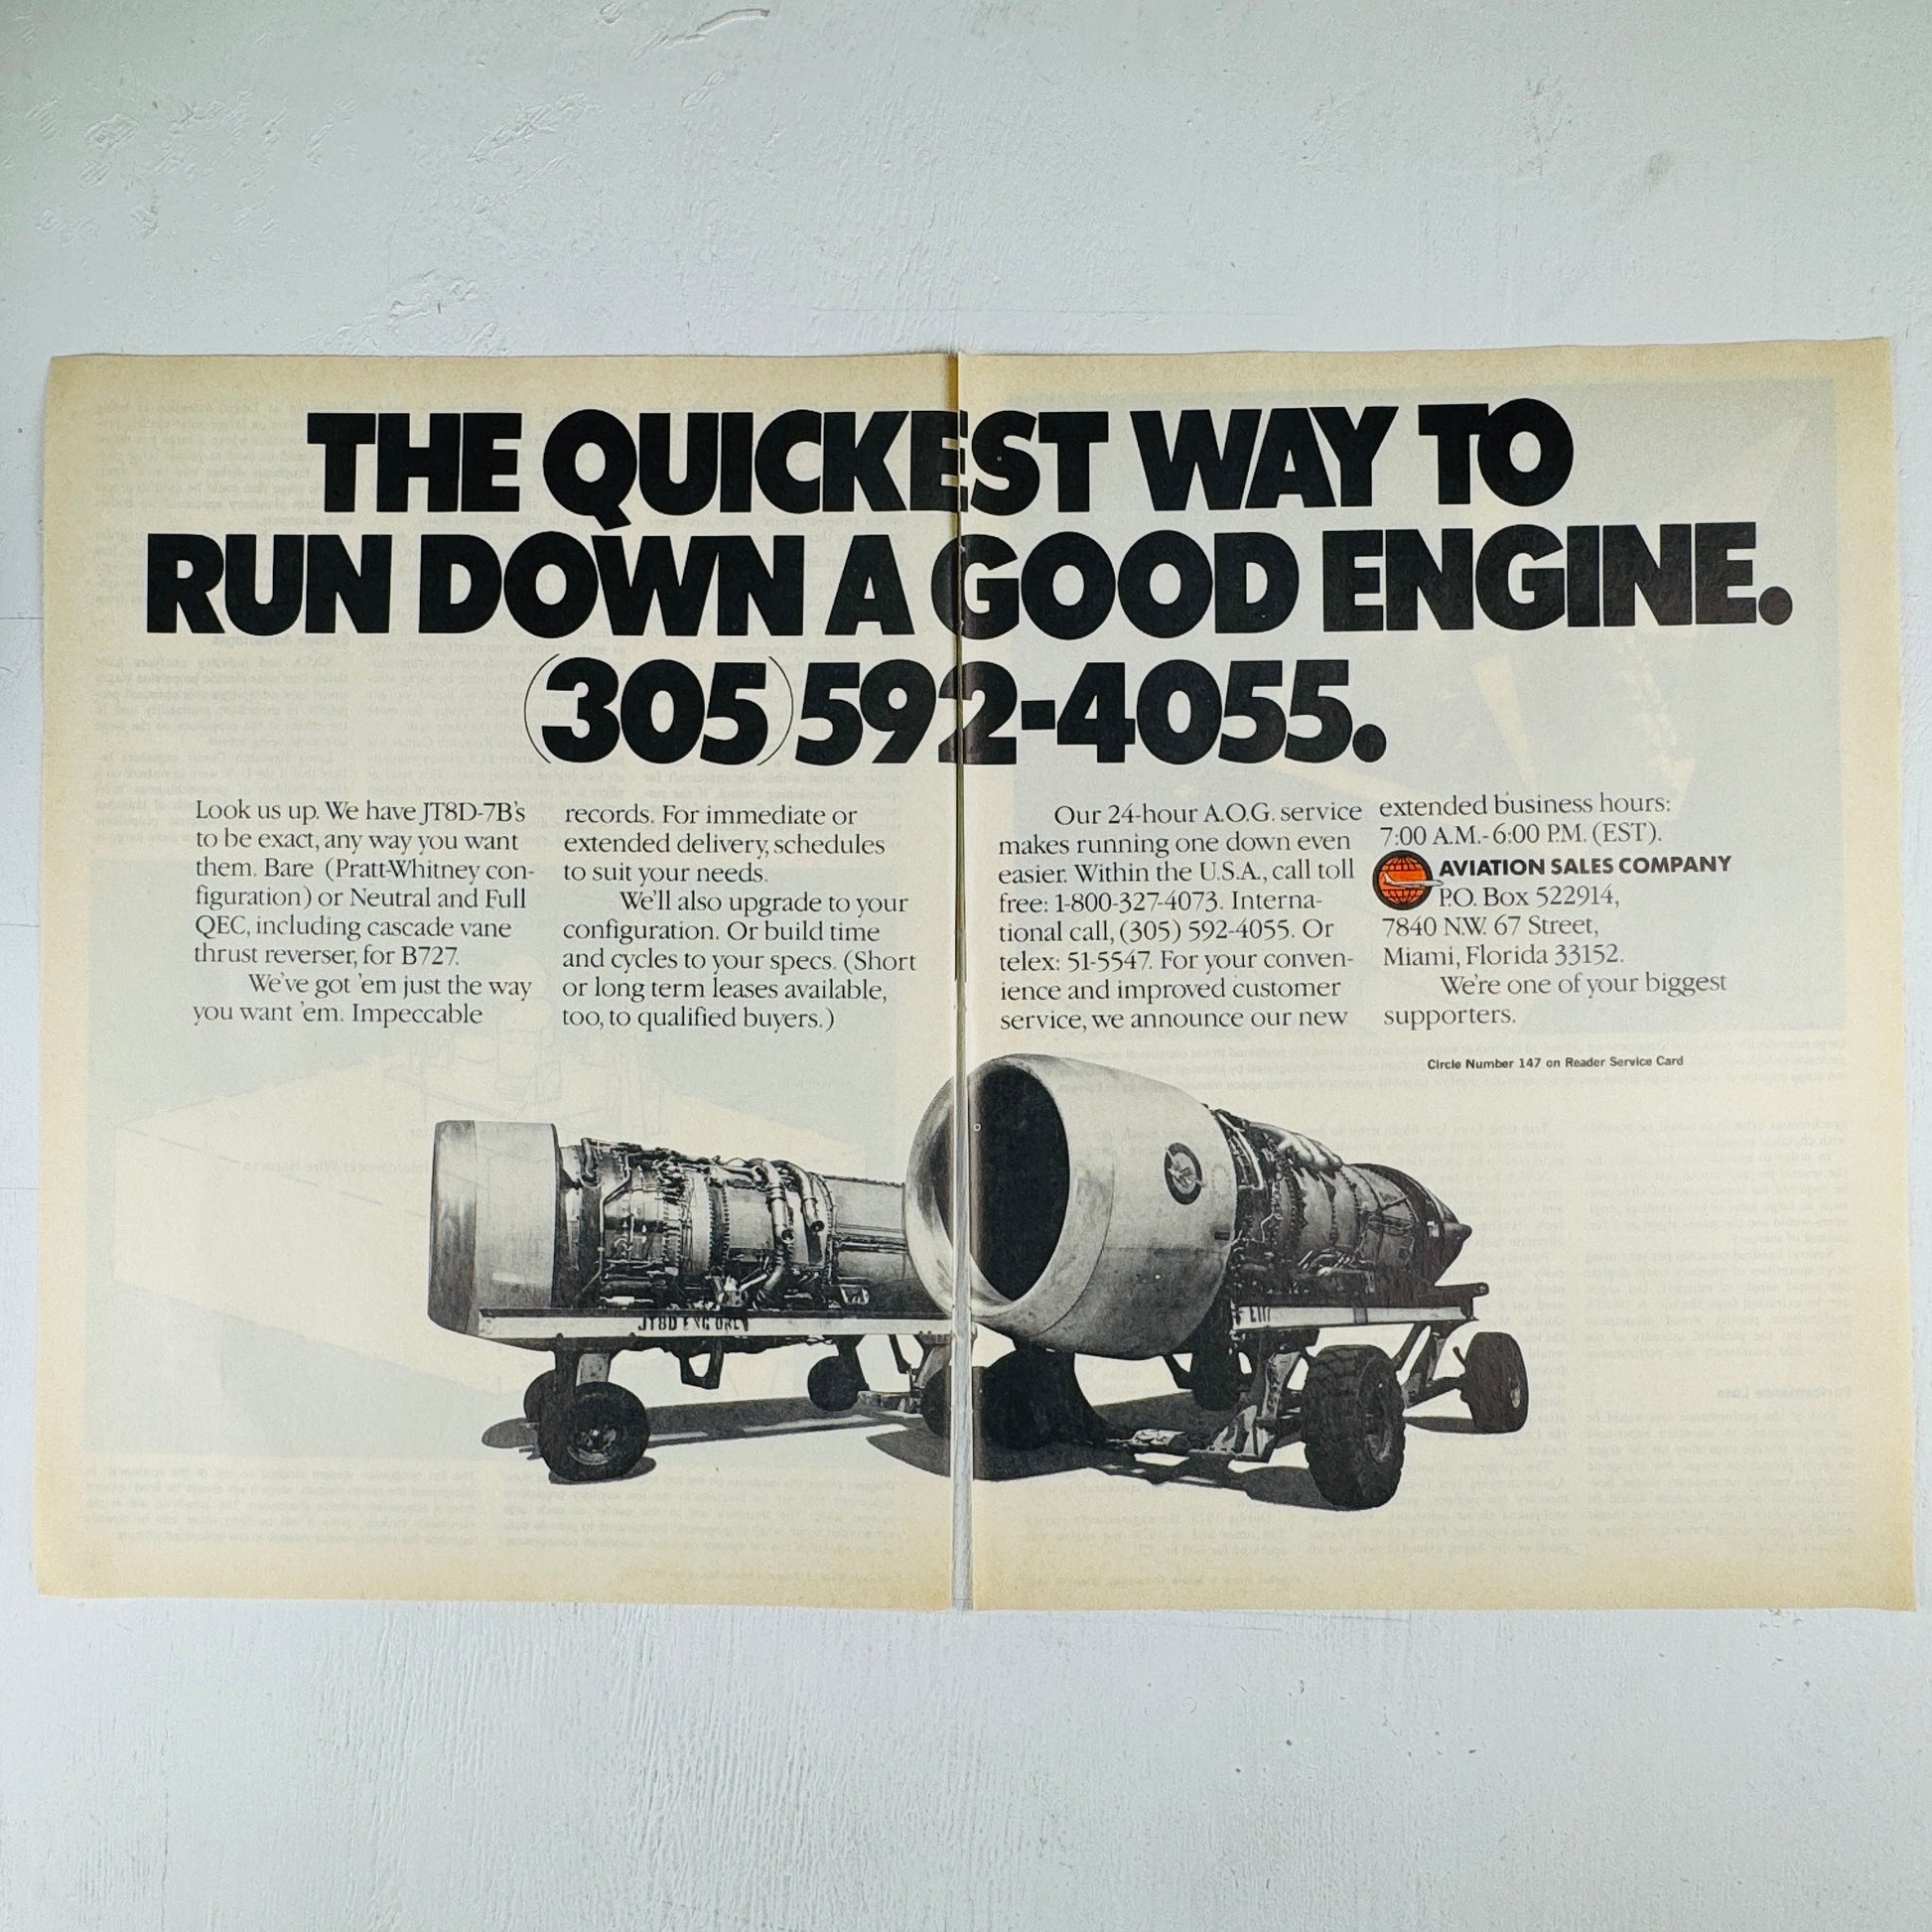 THE QUICKEST WAY TO
RUN DOWN A GOOD ENGINE.
(305) 592-4055.
Look us up. We have JT8D-7B's
to be exact, any way you want
them. Bare (Pratt-Whitney con-
figuration) or Neutral and Full
QEC, including cascade vane
thrust reverser, for B727.
We've got 'em just the way
you want 'em. Impeccable
records. For immediate or
extended delivery, schedules
to suit your needs.
We'll also upgrade to your
configuration. Or build time
and cycles to your specs. (Short
or long term leases available,
too, to qualified buyers.)
Our 24-hour A.O.G. service
makes running one down even
easier. Within the U.S.A., call toll
free: 1-800-327-4073. Interna-
tional call, (305) 592-4055. Or
telex: 51-5547. For your conven-
ience and improved customer
service, we announce our new
extended business hours:
7:00 A.M.-6:00 P.M. (EST).
AVIATION SALES COMPANY
P.O. Box 522914,
7840 N.W. 67 Street,
Miami, Florida 33152.
We're one of your biggest
supporters.
Circle Number 147 on Reader Service Card
JT8D ENG ONLY